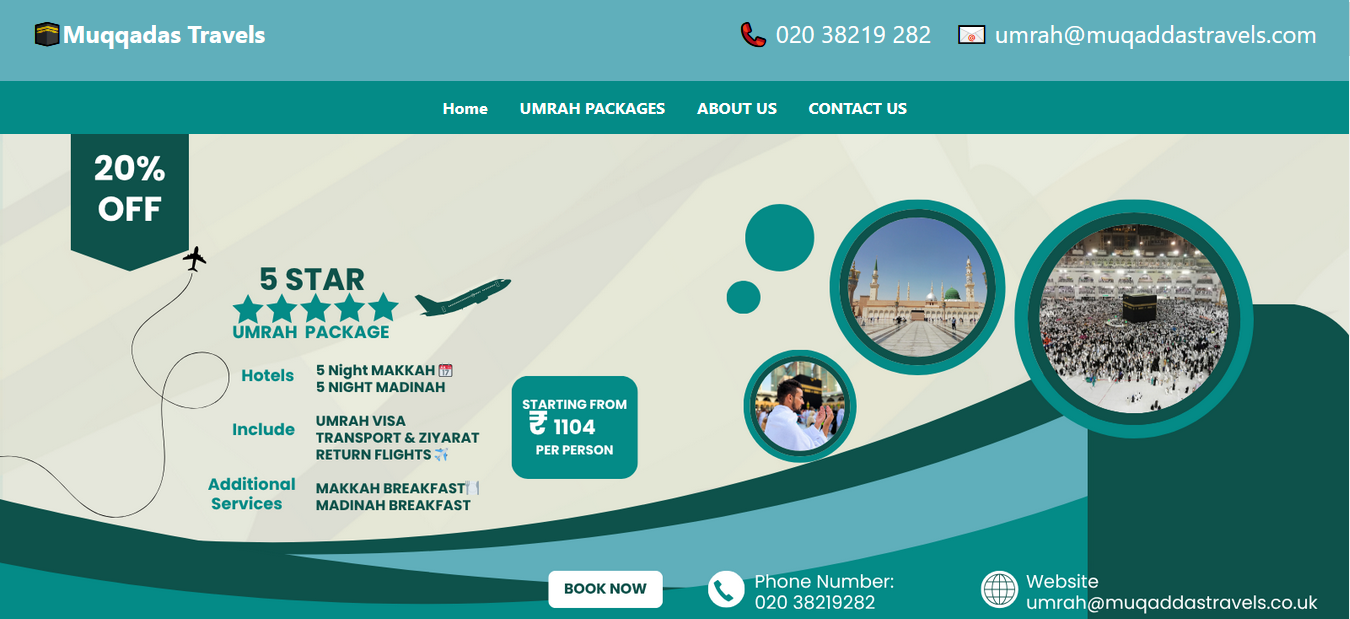 Muqqadas Travels
020 38219 282
umrah@muqaddastravels.com
Home UMRAH PACKAGES ABOUT US CONTACT US
20%
OFF
5 STAR
UMRAH PACKAGE
Hotels
5 Night MAKKAH
5 NIGHT MADINAH
Include
UMRAH VISA
TRANSPORT & ZIYARAT
RETURN FLIGHTS
Additional
Services
MAKKAH BREAKFAST
MADINAH BREAKFAST
STARTING FROM
₹ 1104
PER PERSON
BOOK NOW
Phone Number:
020 38219282
Website
umrah@muqaddastravels.co.uk